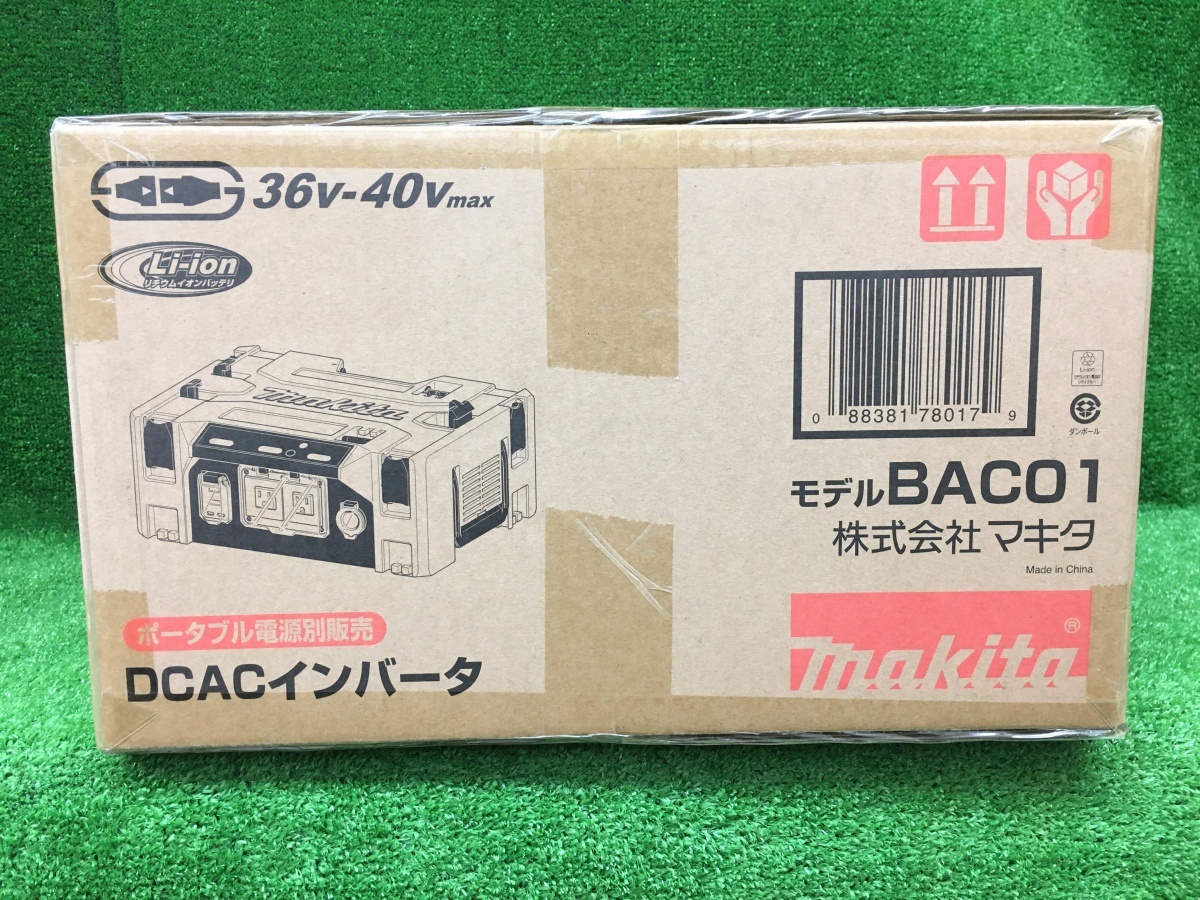 36v-40vmax
Li-ion
リチウムイオンバッテリ
makita
0 88381 78017 9
Li-ion
ダンボール
モデルBAC01
株式会社 マキタ
Made in China
ポータブル電源別販売
DCACインバータ
makita®